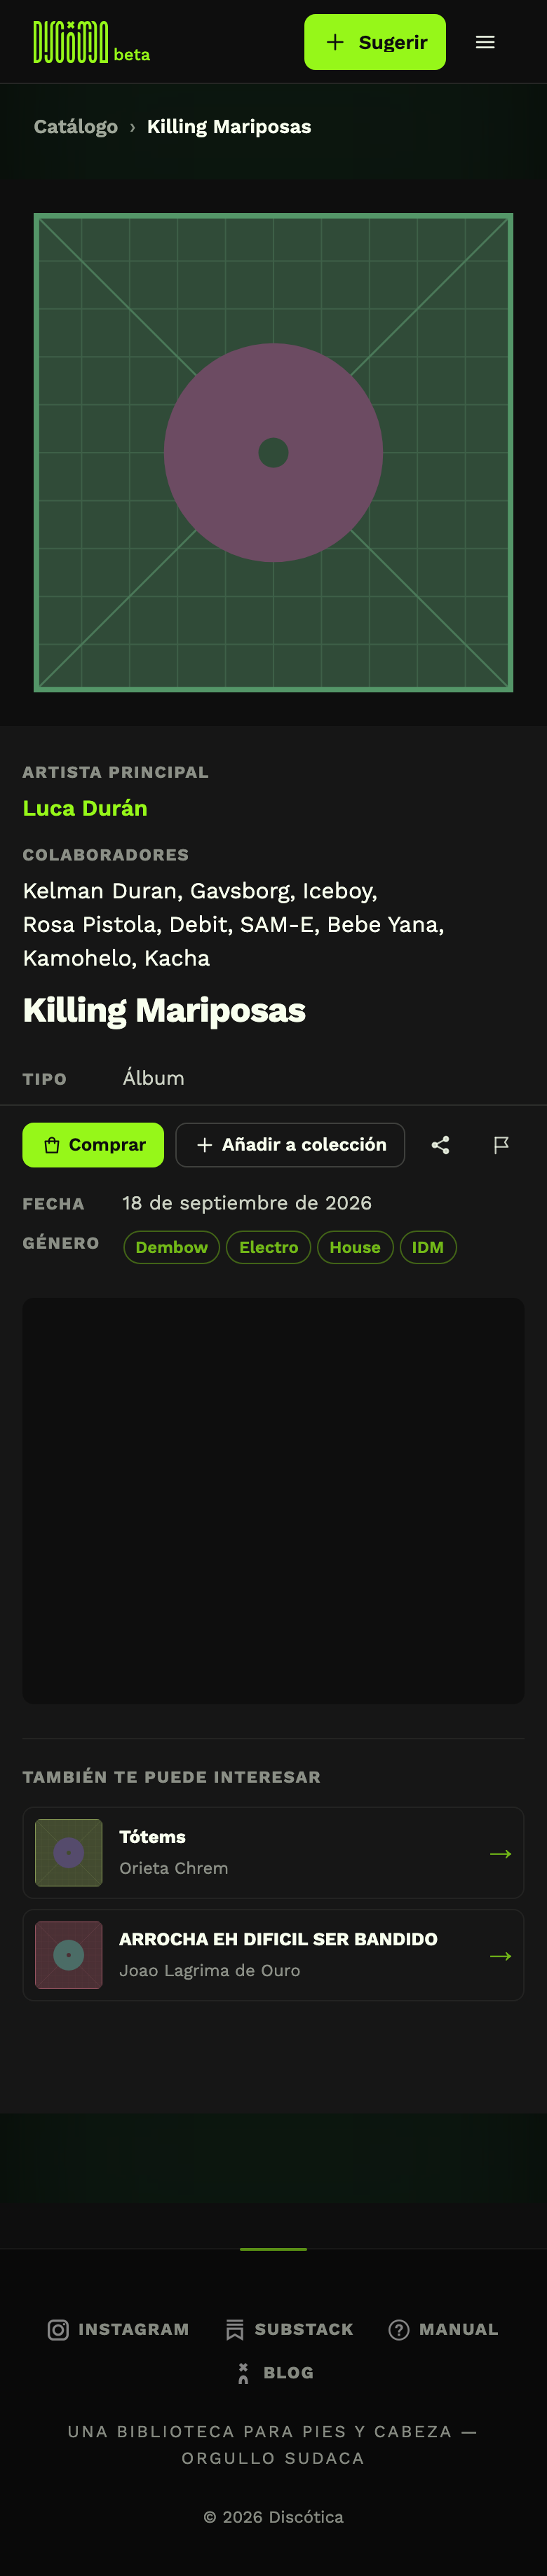 DISCÓTICA beta
Sugerir
Catálogo › Killing Mariposas
ARTISTA PRINCIPAL
Luca Durán
COLABORADORES
Kelman Duran, Gavsborg, Iceboy,
Rosa Pistola, Debit, SAM-E, Bebe Yana,
Kamohelo, Kacha
Killing Mariposas
TIPO Álbum
Comprar Añadir a colección
FECHA 18 de septiembre de 2026
GÉNERO Dembow Electro House IDM
TAMBIÉN TE PUEDE INTERESAR
Tótems
Orieta Chrem
→
ARROCHA EH DIFICIL SER BANDIDO
Joao Lagrima de Ouro
→
INSTAGRAM SUBSTACK MANUAL
BLOG
UNA BIBLIOTECA PARA PIES Y CABEZA —
ORGULLO SUDACA
© 2026 Discótica